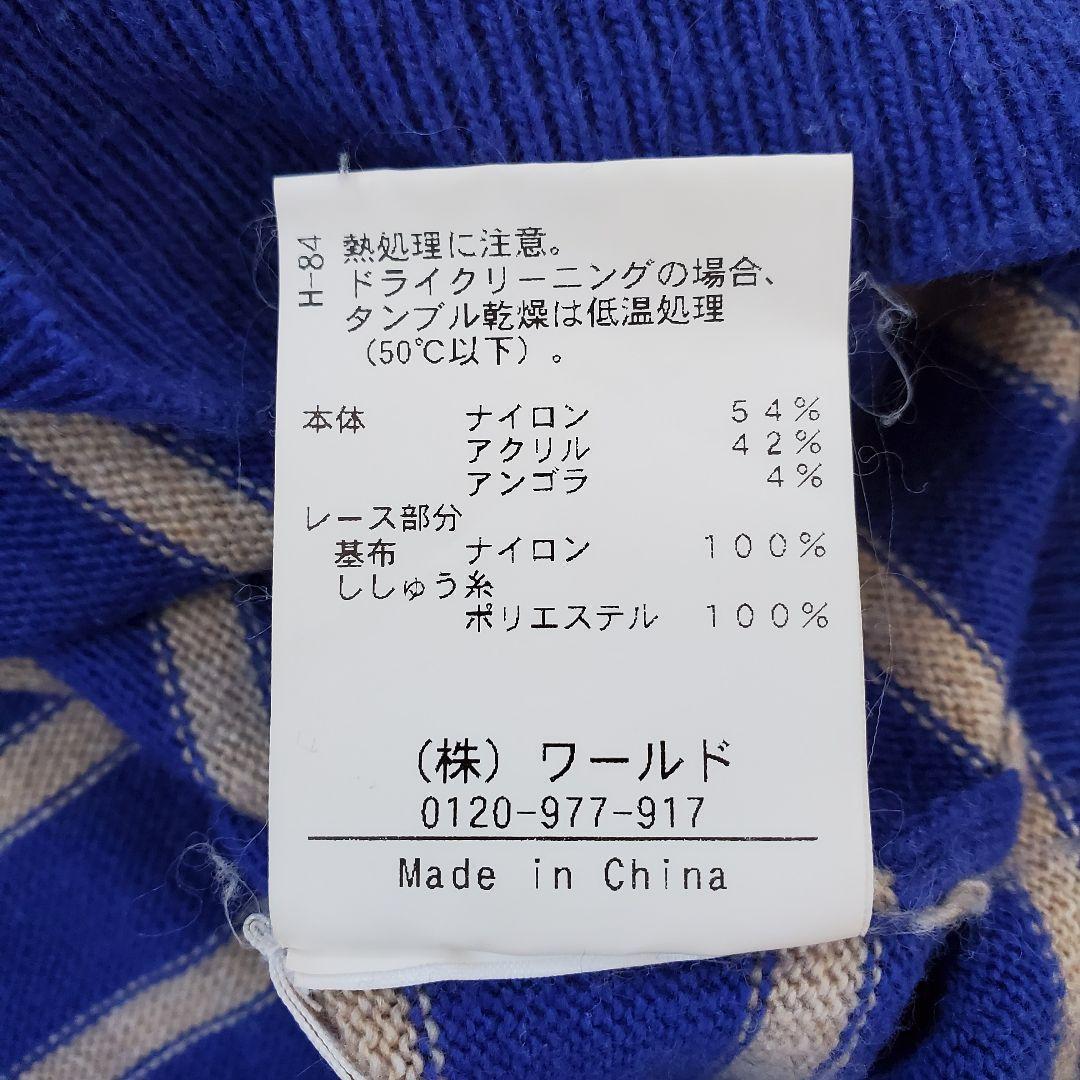 H-84
熱処理に注意。
ドライクリーニングの場合、
タンブル乾燥は低温処理
（50℃以下）。
本体 ナイロン 54%
アクリル 42%
アンゴラ 4%
レース部分
基布 ナイロン 100%
ししゅう糸
ポリエステル 100%
（株）ワールド
0120-977-917
Made in China